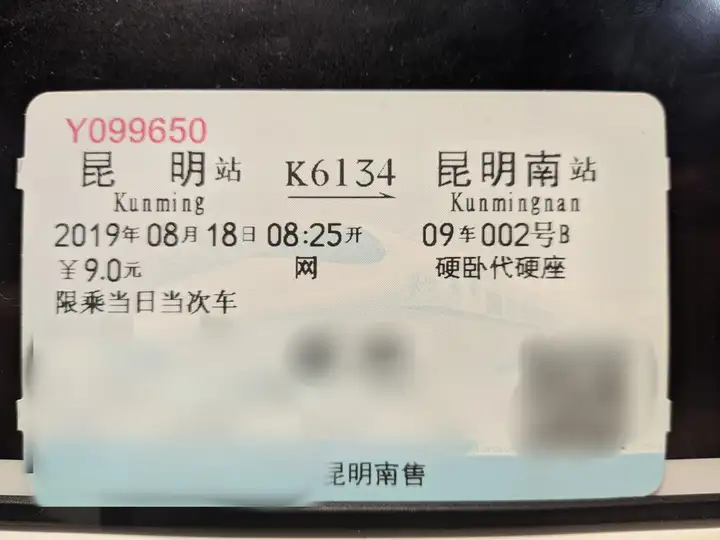 Y099650
昆 明站 K6134 昆明南站
Kunming Kunmingnan
2019年08月18日 08:25开 09车002号B
￥9.0元 网 硬卧代硬座
限乘当日当次车
昆明南售